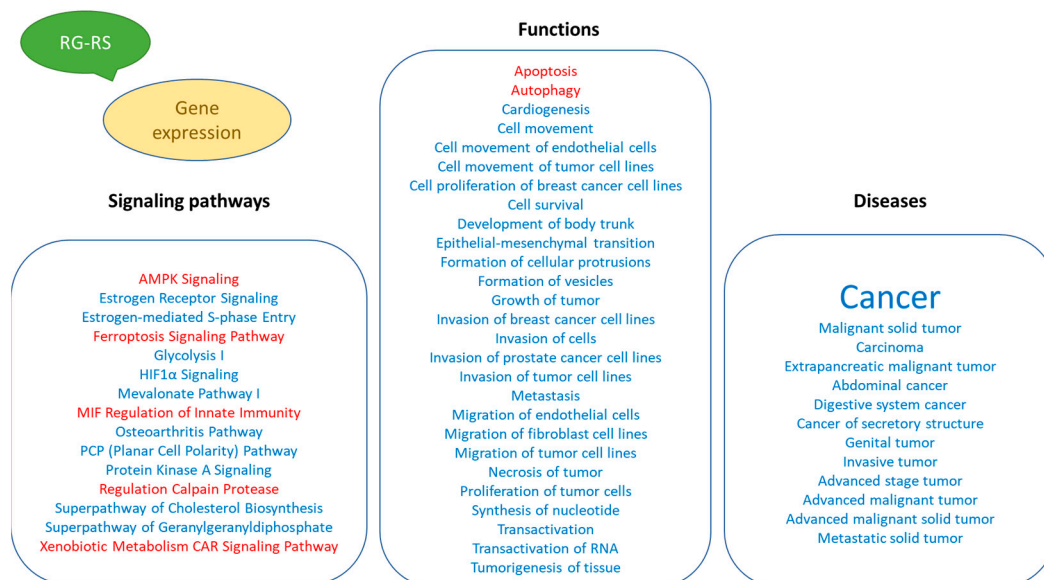 RG-RS
Gene
expression
Signaling pathways
AMPK Signaling
Estrogen Receptor Signaling
Estrogen-mediated S-phase Entry
Ferroptosis Signaling Pathway
Glycolysis I
HIF1α Signaling
Mevalonate Pathway I
MIF Regulation of Innate Immunity
Osteoarthritis Pathway
PCP (Planar Cell Polarity) Pathway
Protein Kinase A Signaling
Regulation Calpain Protease
Superpathway of Cholesterol Biosynthesis
Superpathway of Geranylgeranyldiphosphate
Xenobiotic Metabolism CAR Signaling Pathway
Functions
Apoptosis
Autophagy
Cardiogenesis
Cell movement
Cell movement of endothelial cells
Cell movement of tumor cell lines
Cell proliferation of breast cancer cell lines
Cell survival
Development of body trunk
Epithelial-mesenchymal transition
Formation of cellular protrusions
Formation of vesicles
Growth of tumor
Invasion of breast cancer cell lines
Invasion of cells
Invasion of prostate cancer cell lines
Invasion of tumor cell lines
Metastasis
Migration of endothelial cells
Migration of fibroblast cell lines
Migration of tumor cell lines
Necrosis of tumor
Proliferation of tumor cells
Synthesis of nucleotide
Transactivation
Transactivation of RNA
Tumorigenesis of tissue
Diseases
Cancer
Malignant solid tumor
Carcinoma
Extrapancreatic malignant tumor
Abdominal cancer
Digestive system cancer
Cancer of secretory structure
Genital tumor
Invasive tumor
Advanced stage tumor
Advanced malignant tumor
Advanced malignant solid tumor
Metastatic solid tumor